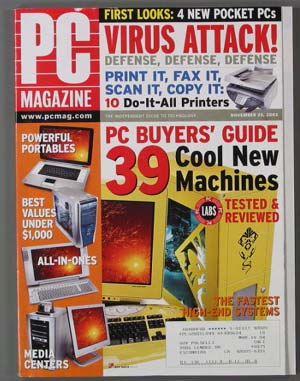 FIRST LOOKS: 4 NEW POCKET PCs
PC
MAGAZINE
www.pcmag.com
VIRUS ATTACK!
DEFENSE, DEFENSE, DEFENSE
PRINT IT, FAX IT,
SCAN IT, COPY IT:
10 Do-It-All Printers
THE INDEPENDENT GUIDE TO TECHNOLOGY
NOVEMBER 25, 2003
POWERFUL
PORTABLES
BEST
VALUES
UNDER
$1,000
ALL-IN-ONES
MEDIA
CENTERS
PC BUYERS' GUIDE
39 Cool New
Machines
PC
LABS
TESTED &
REVIEWED
THE FASTEST
HIGH-END SYSTEMS